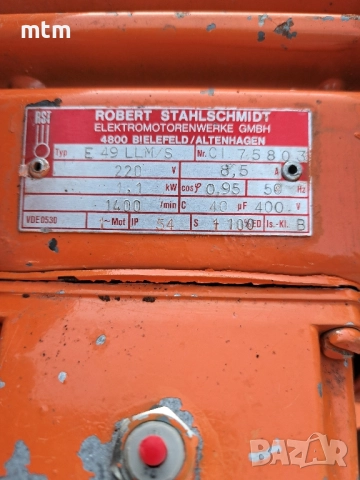 mtm
RST
ROBERT STAHLSCHMIDT
ELEKTROMOTORENWERKE GMBH
4800 BIELEFELD/ALTENHAGEN
Typ E 49 LLM/S Nr. CI 75803
220 V 8,5 A
1.1 kW cosφ 0,95 50 Hz
1400 /min C 40 µF 400 V
VDE 0530 1~Mot IP 54 S 1 100 %ED Is.-Kl. B
BAZAR